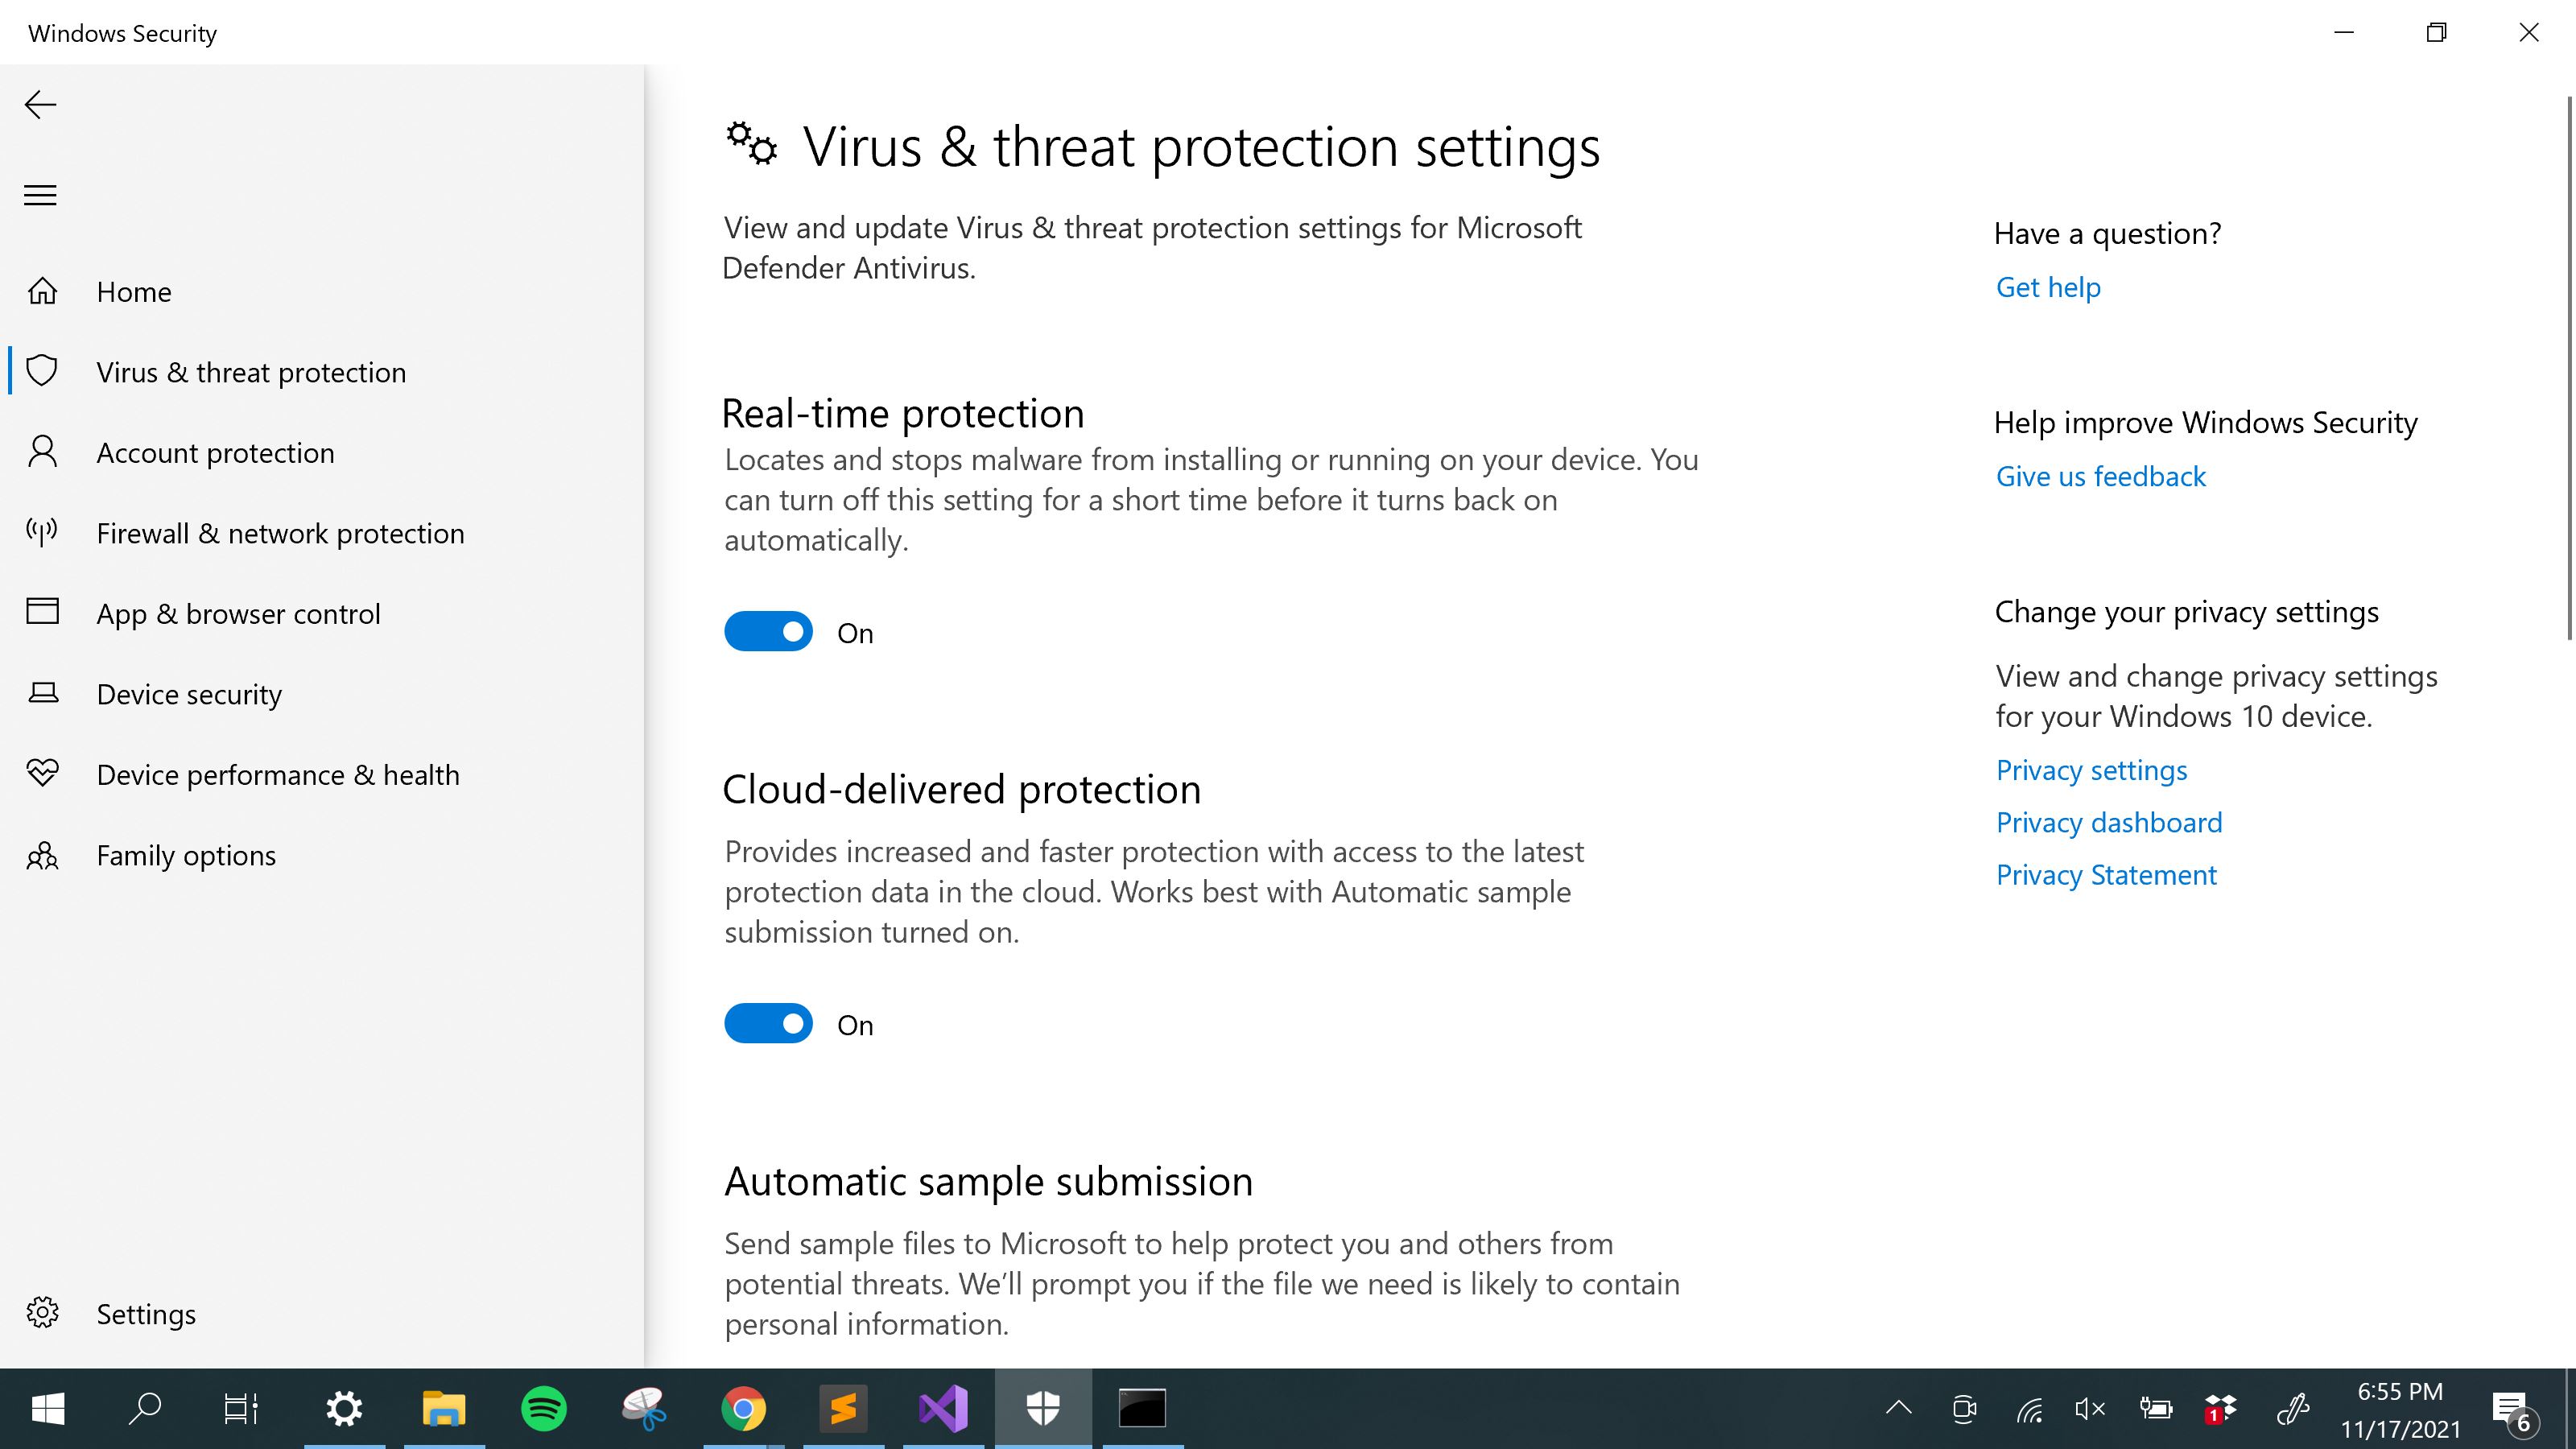 Windows Security
Home
Virus & threat protection
Account protection
Firewall & network protection
App & browser control
Device security
Device performance & health
Family options
Settings
Virus & threat protection settings
View and update Virus & threat protection settings for Microsoft
Defender Antivirus.
Real-time protection
Locates and stops malware from installing or running on your device. You
can turn off this setting for a short time before it turns back on
automatically.
On
Cloud-delivered protection
Provides increased and faster protection with access to the latest
protection data in the cloud. Works best with Automatic sample
submission turned on.
On
Automatic sample submission
Send sample files to Microsoft to help protect you and others from
potential threats. We’ll prompt you if the file we need is likely to contain
personal information.
Have a question?
Get help
Help improve Windows Security
Give us feedback
Change your privacy settings
View and change privacy settings
for your Windows 10 device.
Privacy settings
Privacy dashboard
Privacy Statement
1
6:55 PM
11/17/2021
6